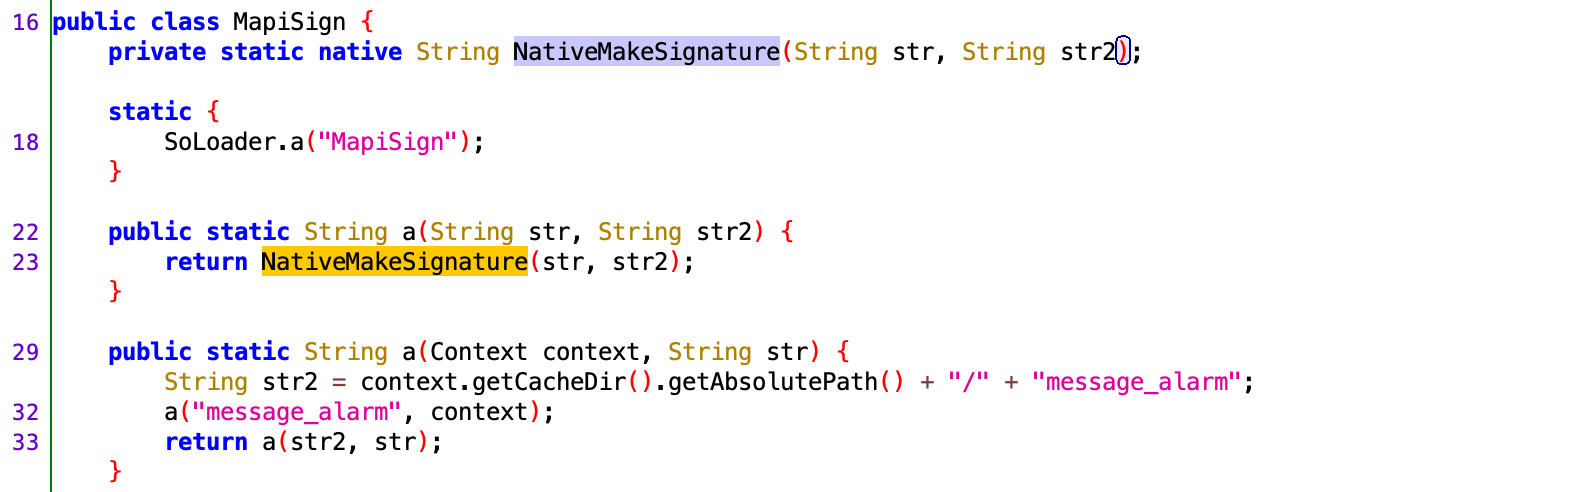 16 public class MapiSign {
private static native String NativeMakeSignature(String str, String str2);
static {
18 SoLoader.a("MapiSign");
}
22 public static String a(String str, String str2) {
23 return NativeMakeSignature(str, str2);
}
29 public static String a(Context context, String str) {
String str2 = context.getCacheDir().getAbsolutePath() + "/" + "message_alarm";
32 a("message_alarm", context);
33 return a(str2, str);
}